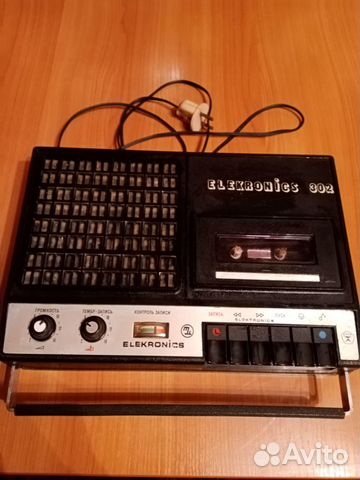 ELEKRONiCS 302
ГРОМКОСТЬ
ТЕМБР-ЗАПИСЬ
КОНТРОЛЬ ЗАПИСИ
ЗАПИСЬ
ПУСК
ELEKTRONICS
ELEKRONiCS
Avito